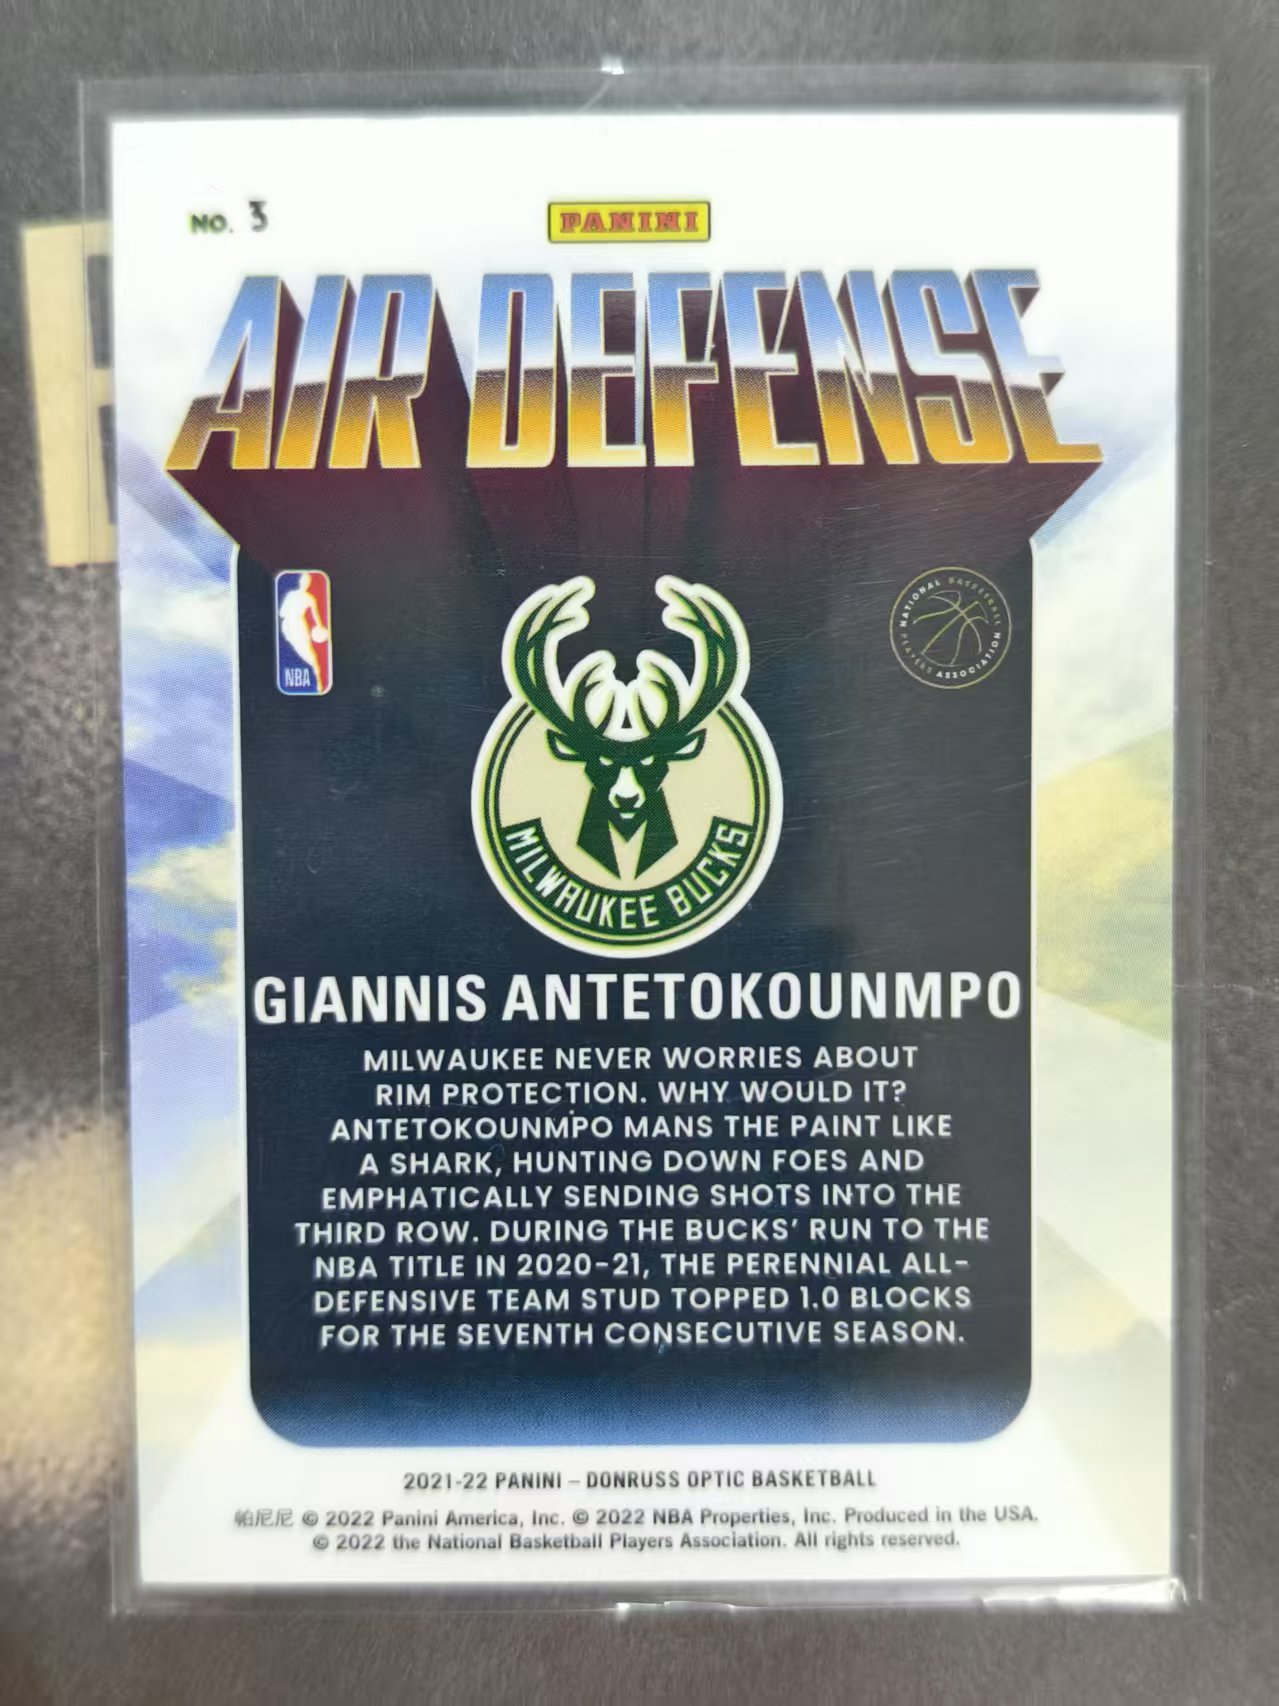 NO. 3
PANINI
AIR DEFENSE
NBA
NATIONAL BASKETBALL PLAYERS ASSOCIATION
MILWAUKEE BUCKS
GIANNIS ANTETOKOUNMPO
MILWAUKEE NEVER WORRIES ABOUT
RIM PROTECTION. WHY WOULD IT?
ANTETOKOUNMPO MANS THE PAINT LIKE
A SHARK, HUNTING DOWN FOES AND
EMPHATICALLY SENDING SHOTS INTO THE
THIRD ROW. DURING THE BUCKS' RUN TO THE
NBA TITLE IN 2020-21, THE PERENNIAL ALL-
DEFENSIVE TEAM STUD TOPPED 1.0 BLOCKS
FOR THE SEVENTH CONSECUTIVE SEASON.
2021-22 PANINI – DONRUSS OPTIC BASKETBALL
帕尼尼 © 2022 Panini America, Inc. © 2022 NBA Properties, Inc. Produced in the USA.
© 2022 the National Basketball Players Association. All rights reserved.